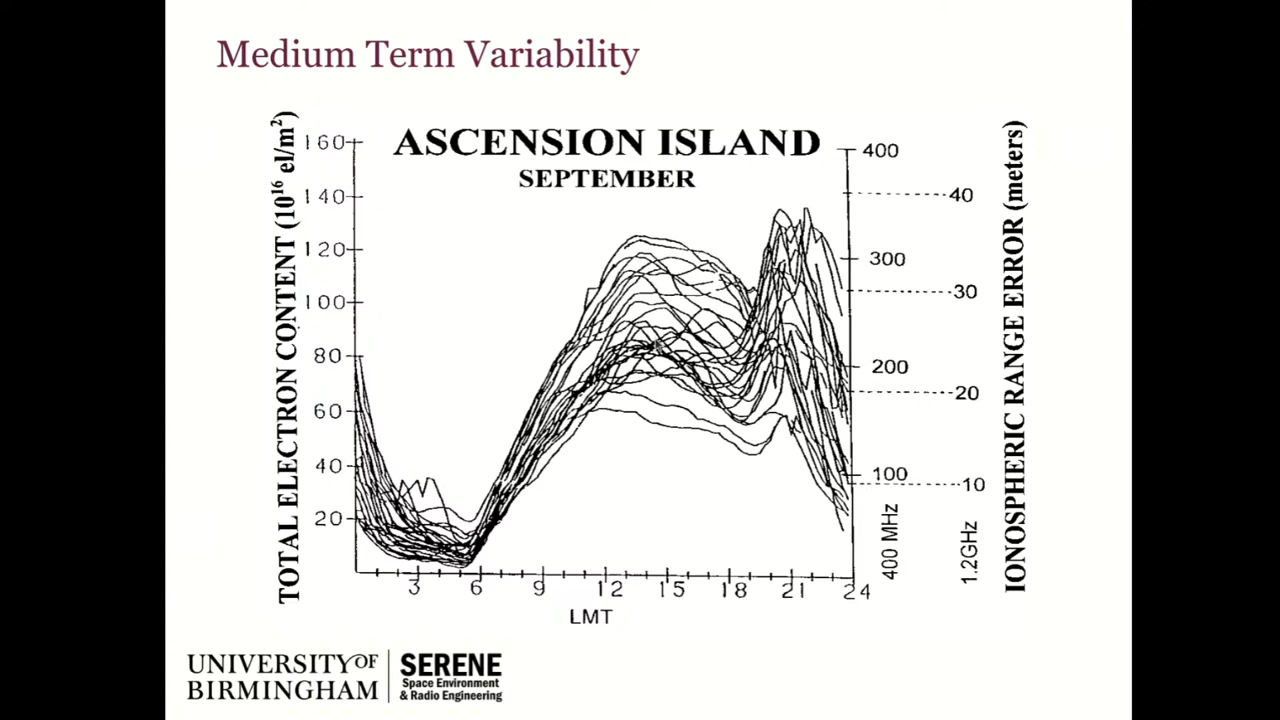 Medium Term Variability
ASCENSION ISLAND
SEPTEMBER
TOTAL ELECTRON CONTENT (10¹⁶ el/m²)
160
140
120
100
80
60
40
20
3 6 9 12 15 18 21 24
LMT
400
300
200
100
400 MHz
40
30
20
10
1.2GHz
IONOSPHERIC RANGE ERROR (meters)
UNIVERSITY OF
BIRMINGHAM
SERENE
Space Environment
& Radio Engineering